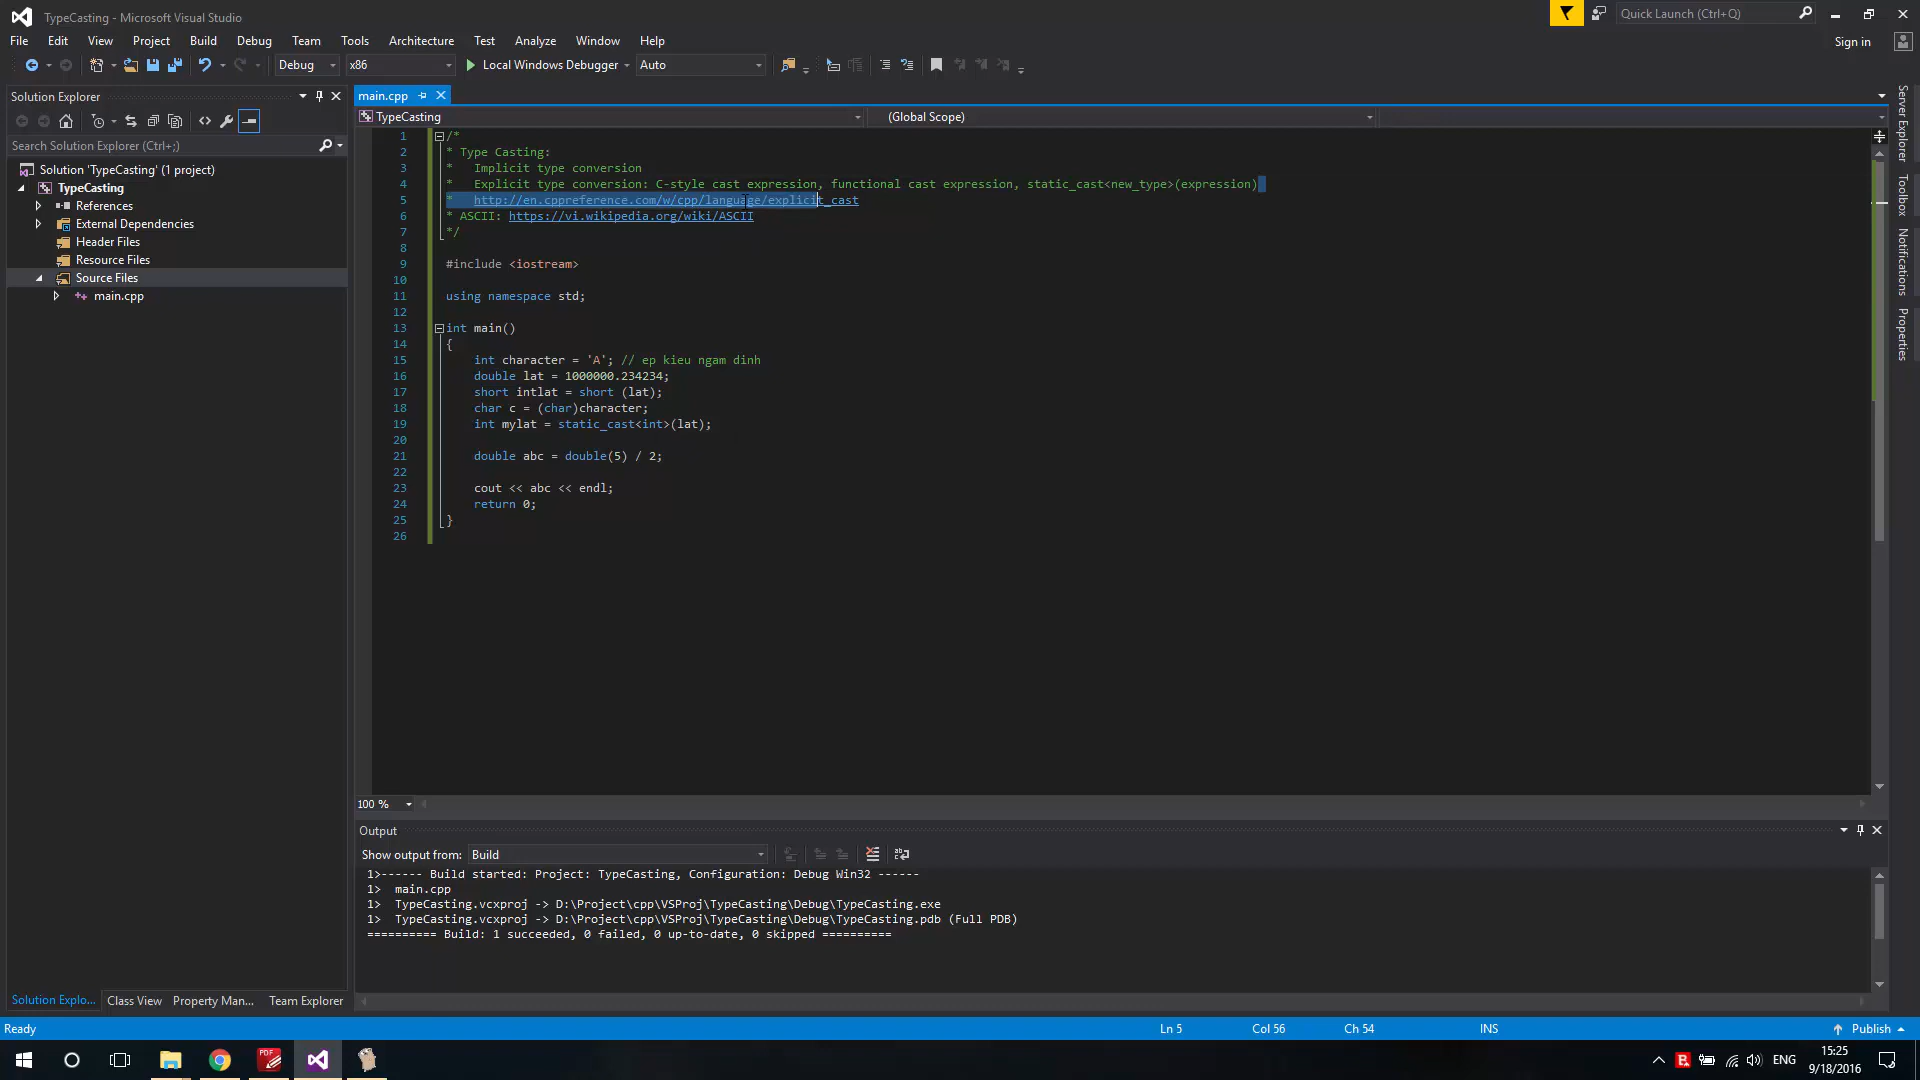 TypeCasting - Microsoft Visual Studio
Quick Launch (Ctrl+Q)
File Edit View Project Build Debug Team Tools Architecture Test Analyze Window Help
Sign in
Debug x86 Local Windows Debugger Auto
Solution Explorer
Search Solution Explorer (Ctrl+;)
Solution 'TypeCasting' (1 project)
TypeCasting
References
External Dependencies
Header Files
Resource Files
Source Files
main.cpp
main.cpp
TypeCasting (Global Scope)
1 /*
2 * Type Casting:
3 *   Implicit type conversion
4 *   Explicit type conversion: C-style cast expression, functional cast expression, static_cast<new_type>(expression)
5 *   http://en.cppreference.com/w/cpp/language/explicit_cast
6 * ASCII: https://vi.wikipedia.org/wiki/ASCII
7 */
8
9 #include <iostream>
10
11 using namespace std;
12
13 int main()
14 {
15 int character = 'A'; // ep kieu ngam dinh
16 double lat = 1000000.234234;
17 short intlat = short (lat);
18 char c = (char)character;
19 int mylat = static_cast<int>(lat);
20
21 double abc = double(5) / 2;
22
23 cout << abc << endl;
24 return 0;
25 }
26
100 %
Output
Show output from: Build
1>------ Build started: Project: TypeCasting, Configuration: Debug Win32 ------
1>  main.cpp
1>  TypeCasting.vcxproj -> D:\Project\cpp\VSProj\TypeCasting\Debug\TypeCasting.exe
1>  TypeCasting.vcxproj -> D:\Project\cpp\VSProj\TypeCasting\Debug\TypeCasting.pdb (Full PDB)
========== Build: 1 succeeded, 0 failed, 0 up-to-date, 0 skipped ==========
Solution Explo... Class View Property Man... Team Explorer
Server Explorer
Toolbox
Notifications
Properties
Ready Ln 5 Col 56 Ch 54 INS Publish
PDF
ENG
15:25
9/18/2016